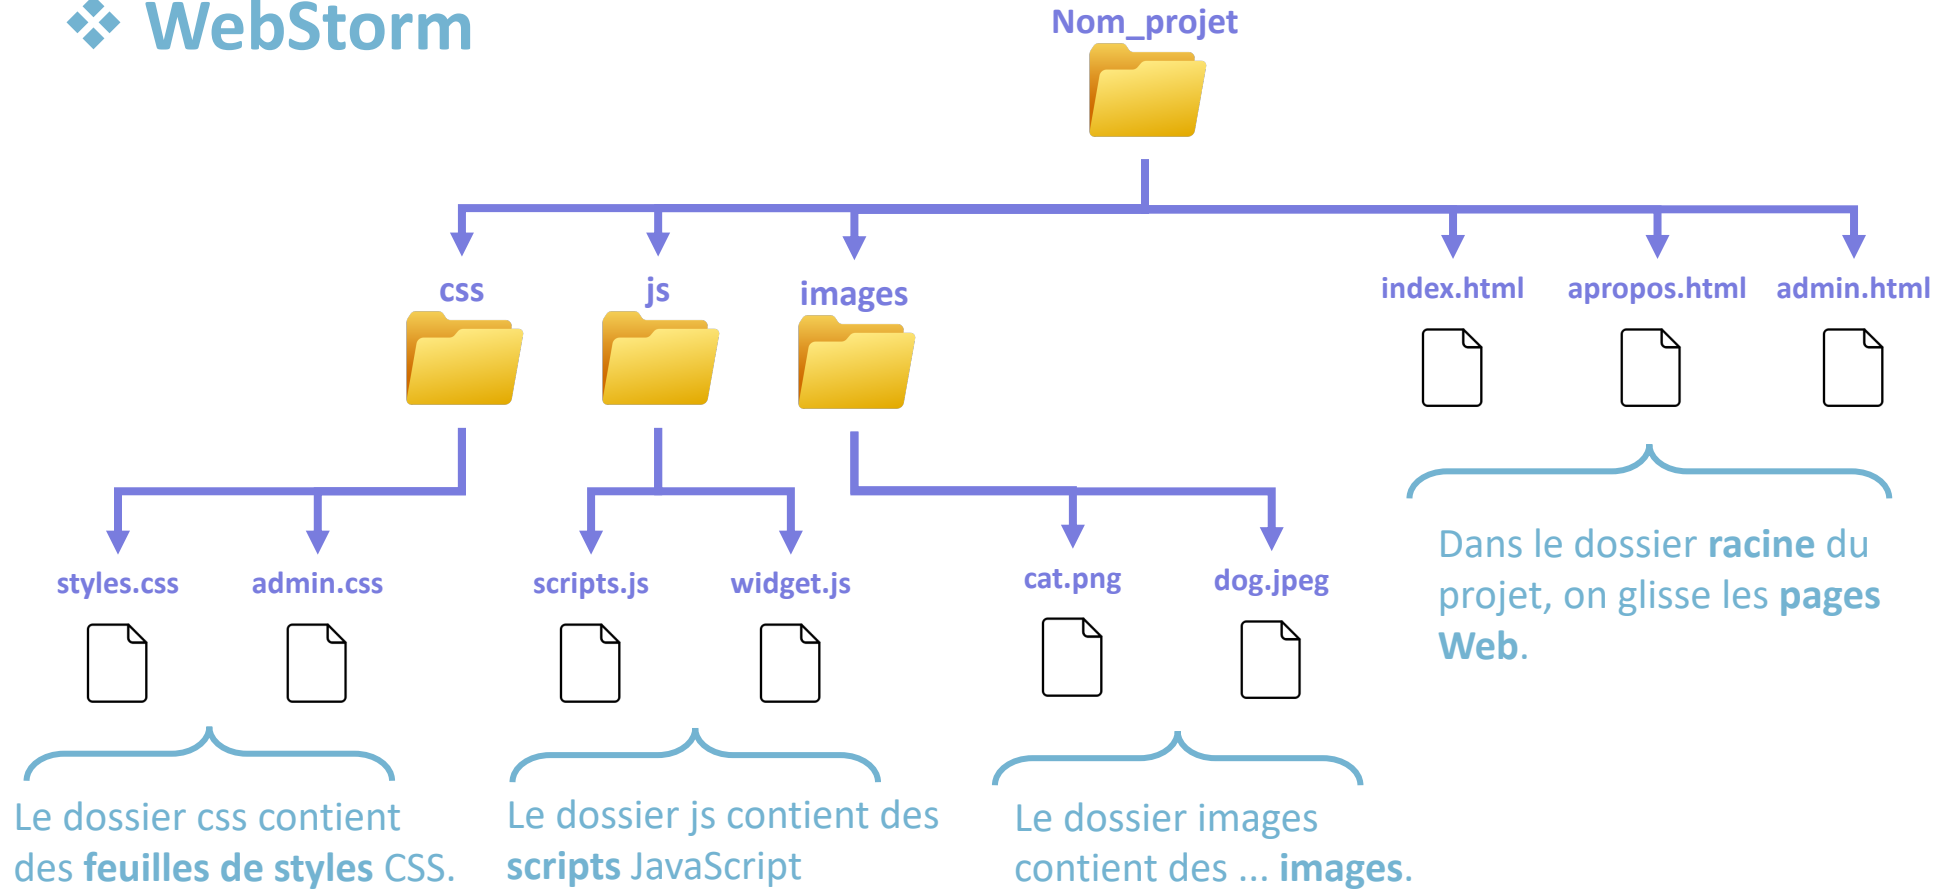 ❖ WebStorm
Nom_projet
css
js
images
index.html
apropos.html
admin.html
styles.css
admin.css
scripts.js
widget.js
cat.png
dog.jpeg
Dans le dossier racine du
projet, on glisse les pages
Web.
Le dossier css contient
des feuilles de styles CSS.
Le dossier js contient des
scripts JavaScript
Le dossier images
contient des ... images.